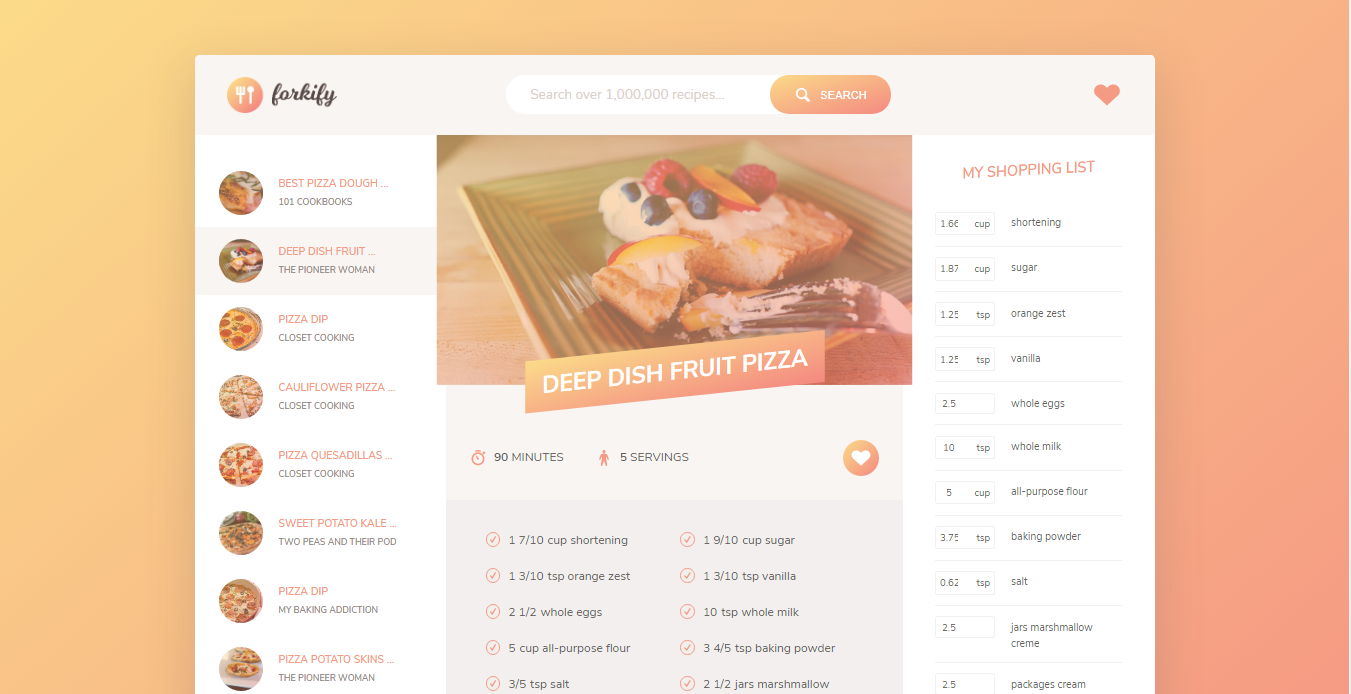 forkify
Search over 1,000,000 recipes...
SEARCH
BEST PIZZA DOUGH ...
101 COOKBOOKS
DEEP DISH FRUIT ...
THE PIONEER WOMAN
PIZZA DIP
CLOSET COOKING
CAULIFLOWER PIZZA ...
CLOSET COOKING
PIZZA QUESADILLAS ...
CLOSET COOKING
SWEET POTATO KALE ...
TWO PEAS AND THEIR POD
PIZZA DIP
MY BAKING ADDICTION
PIZZA POTATO SKINS ...
THE PIONEER WOMAN
DEEP DISH FRUIT PIZZA
90 MINUTES
5 SERVINGS
1 7/10 cup shortening
1 9/10 cup sugar
1 3/10 tsp orange zest
1 3/10 tsp vanilla
2 1/2 whole eggs
10 tsp whole milk
5 cup all-purpose flour
3 4/5 tsp baking powder
3/5 tsp salt
2 1/2 jars marshmallow
MY SHOPPING LIST
1.66 cup shortening
1.87 cup sugar
1.25 tsp orange zest
1.25 tsp vanilla
2.5 whole eggs
10 tsp whole milk
5 cup all-purpose flour
3.75 tsp baking powder
0.62 tsp salt
2.5 jars marshmallow
creme
2.5 packages cream